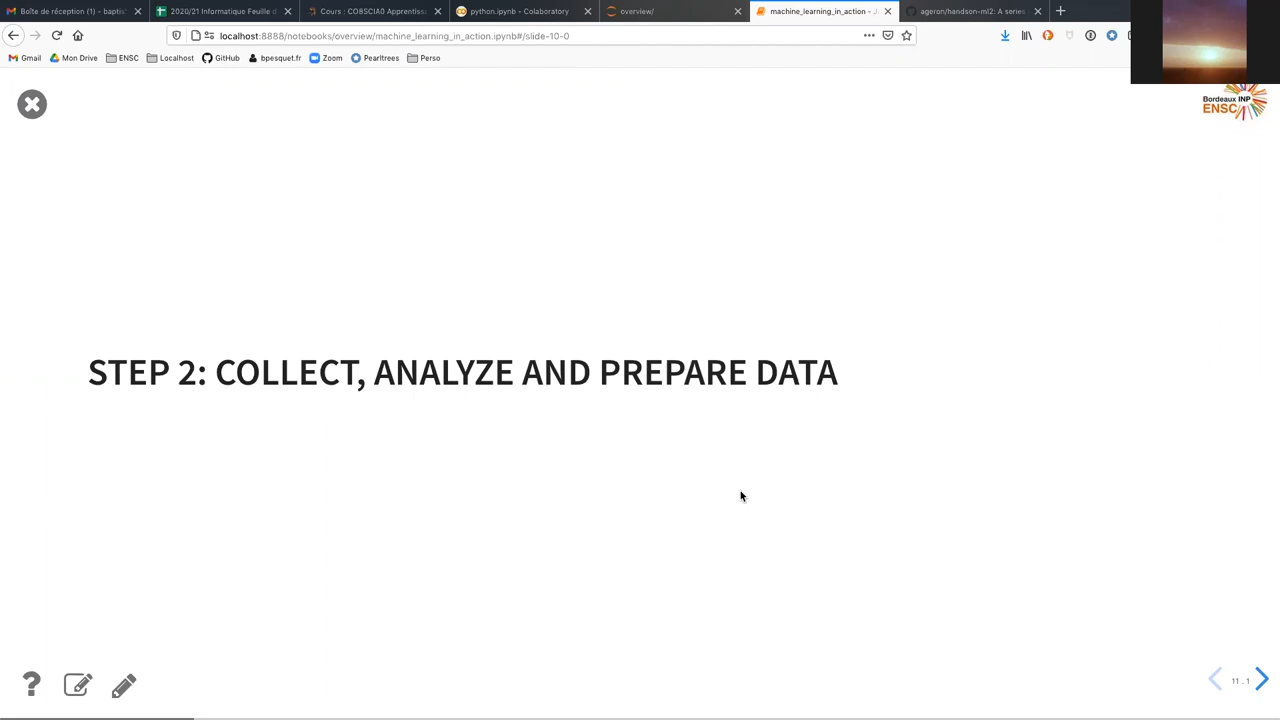 Boîte de réception (1) - baptis
2020/21 Informatique Feuille d
Cours : CO8SCIA0 Apprentissa
python.ipynb - Colaboratory
overview/
machine_learning_in_action - J
ageron/handson-ml2: A series
localhost:8888/notebooks/overview/machine_learning_in_action.ipynb#/slide-10-0
Gmail
Mon Drive
ENSC
Localhost
GitHub
bpesquet.fr
Zoom
Pearltrees
Perso
Bordeaux INP
ENSC
STEP 2: COLLECT, ANALYZE AND PREPARE DATA
11 . 1